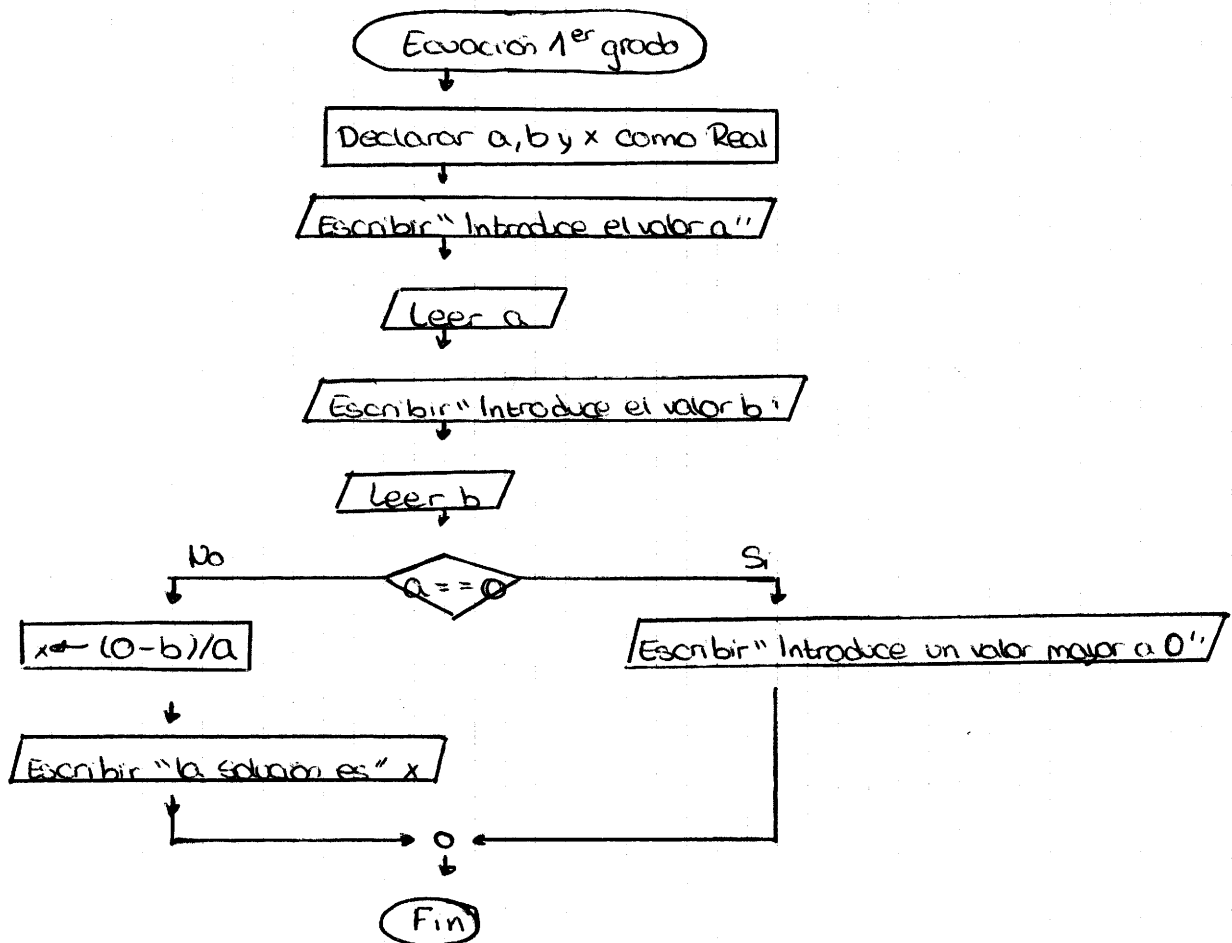 Ecuación 1er grado
Declarar a, b y x como Real
Escribir "Introduce el valor a"
Leer a
Escribir "Introduce el valor b"
Leer b
No
a == 0
Si
x ← (0-b)/a
Escribir "Introduce un valor mayor a 0"
Escribir "la solución es" x
Fin